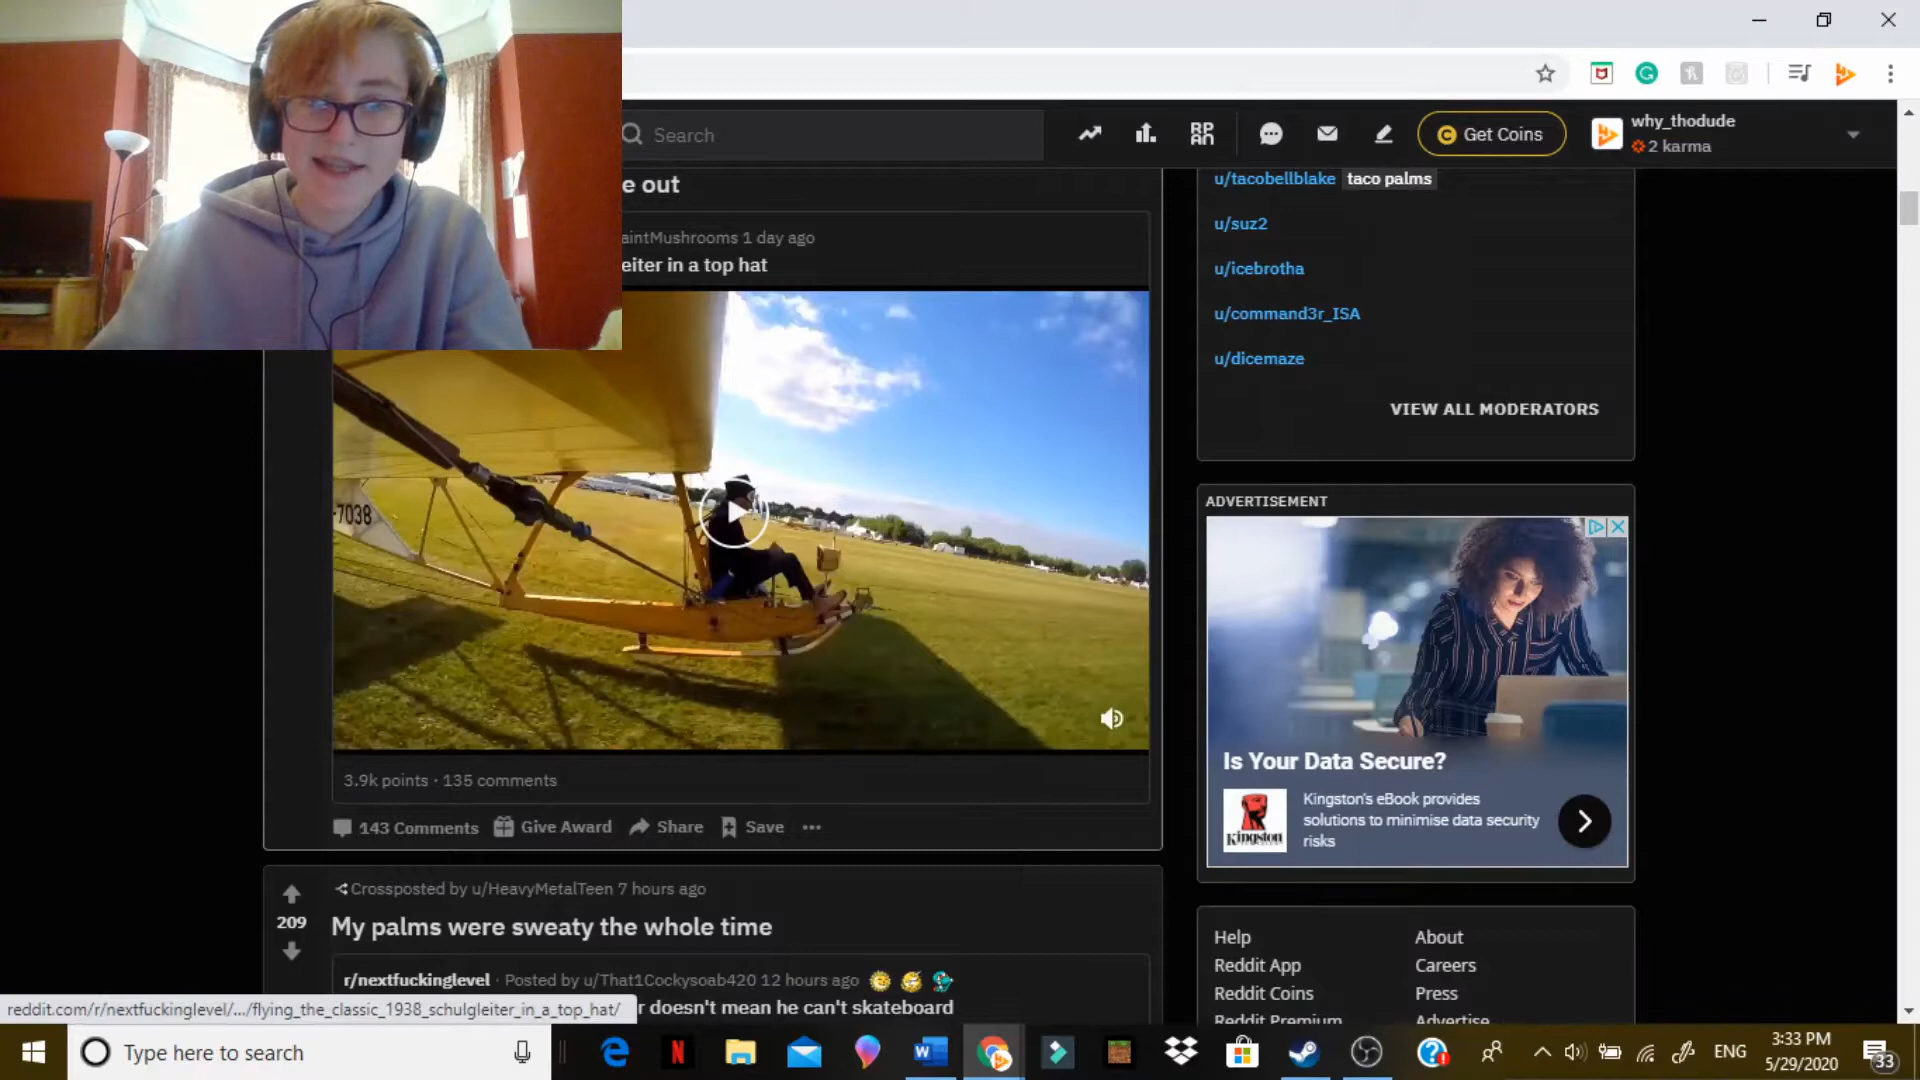 Search
Get Coins
why_thodude
2 karma
e out
aintMushrooms 1 day ago
eiter in a top hat
-7038
3.9k points · 135 comments
143 Comments
Give Award
Share
Save
Crossposted by u/HeavyMetalTeen 7 hours ago
209
My palms were sweaty the whole time
r/nextfuckinglevel · Posted by u/That1Cockysoab420 12 hours ago
r doesn't mean he can't skateboard
reddit.com/r/nextfuckinglevel/.../flying_the_classic_1938_schulgleiter_in_a_top_hat/
u/tacobellblake taco palms
u/suz2
u/icebrotha
u/command3r_ISA
u/dicemaze
VIEW ALL MODERATORS
ADVERTISEMENT
Is Your Data Secure?
Kingston
Kingston's eBook provides
solutions to minimise data security
risks
Help
About
Reddit App
Careers
Reddit Coins
Press
Reddit Premium
Advertise
Type here to search
ENG
3:33 PM
5/29/2020
33